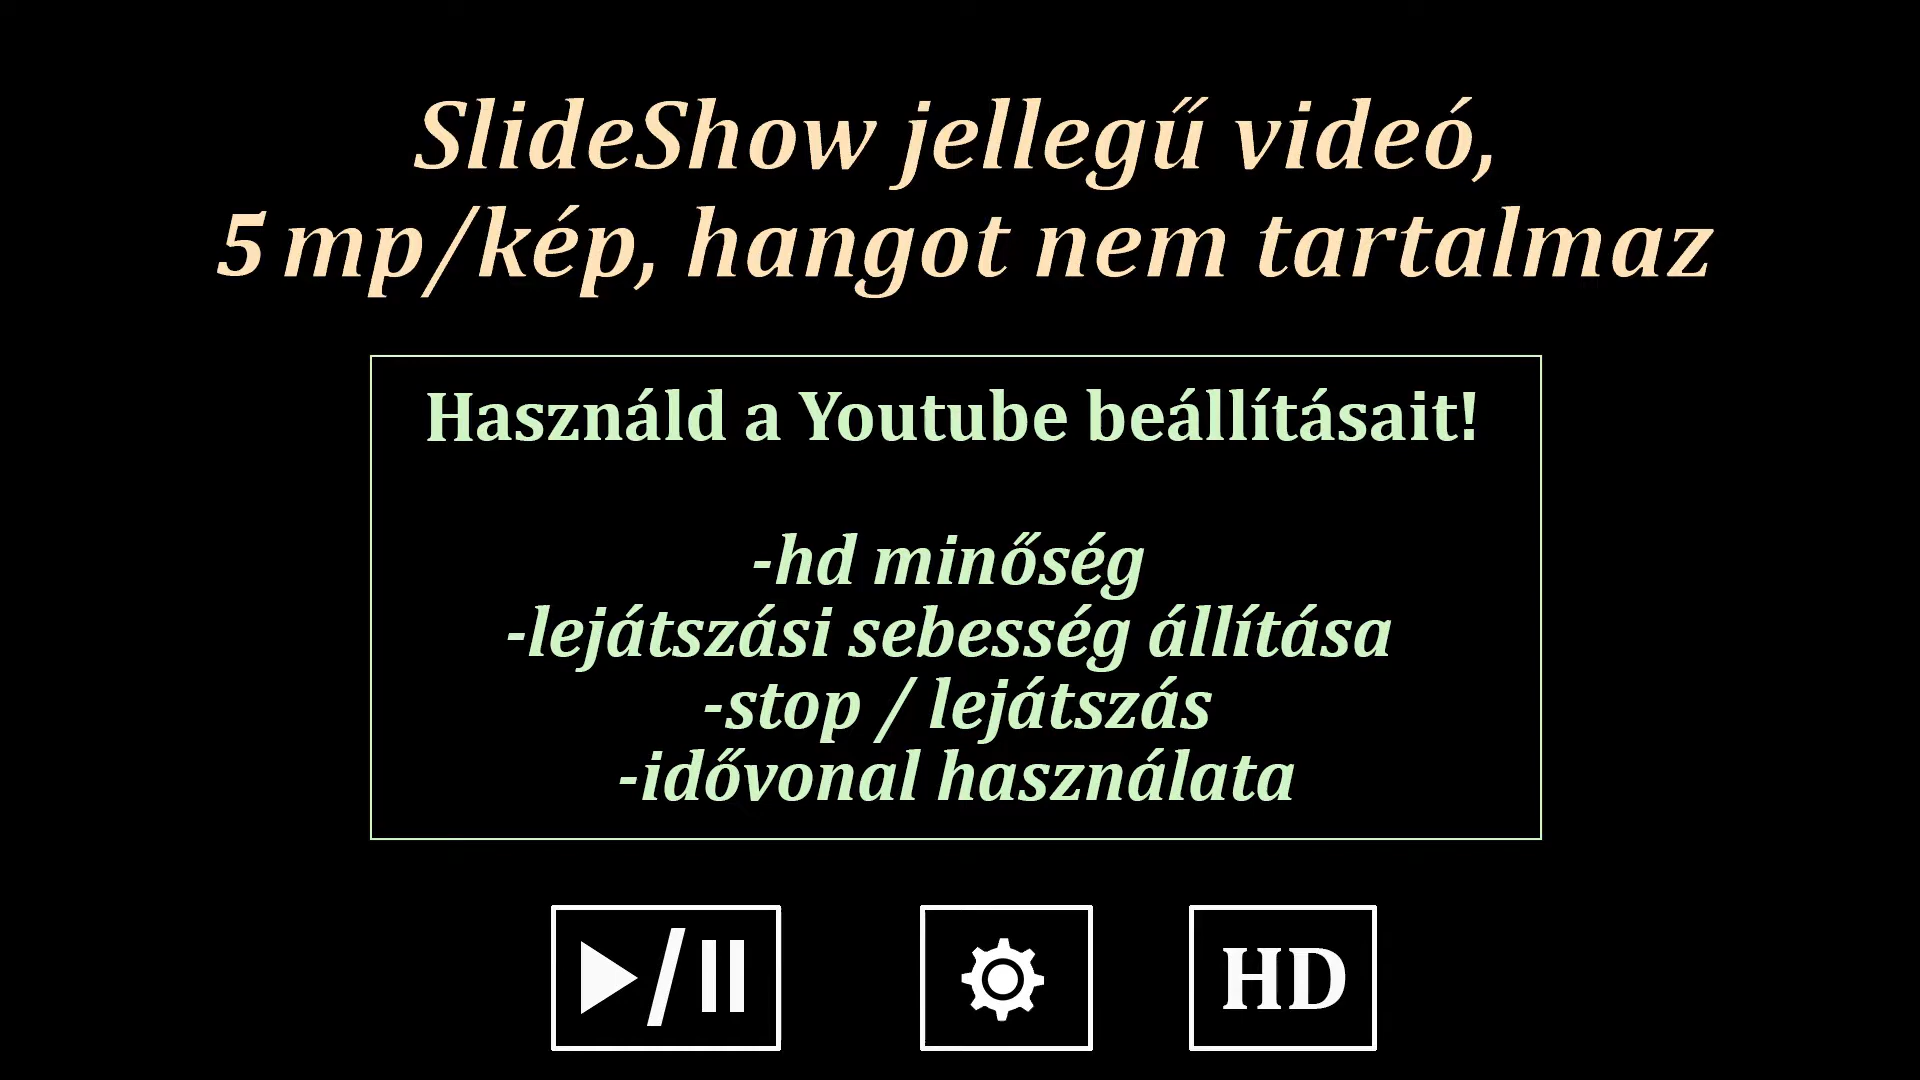 SlideShow jellegű videó,
5 mp/kép, hangot nem tartalmaz
Használd a Youtube beállításait!
-hd minőség
-lejátszási sebesség állítása
-stop / lejátszás
-idővonal használata
HD